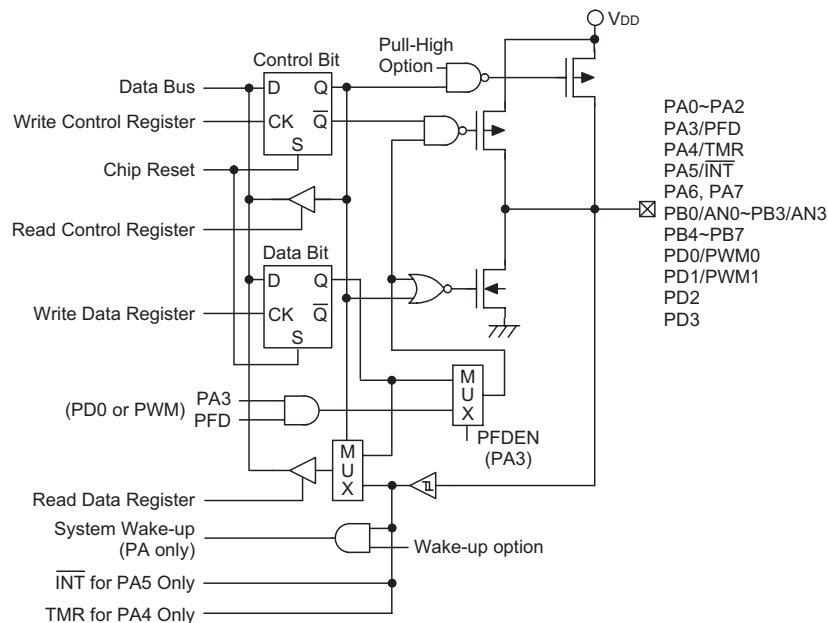 VDD
Control Bit
Pull-High
Option
Data Bus
D
Q
Write Control Register
CK
Q
S
Chip Reset
Read Control Register
Data Bit
D
Q
Write Data Register
CK
Q
S
PA0~PA2
PA3/PFD
PA4/TMR
PA5/INT
PA6, PA7
PB0/AN0~PB3/AN3
PB4~PB7
PD0/PWM0
PD1/PWM1
PD2
PD3
(PD0 or PWM)
PA3
PFD
M
U
X
PFDEN
(PA3)
M
U
X
Read Data Register
System Wake-up
(PA only)
Wake-up option
INT for PA5 Only
TMR for PA4 Only